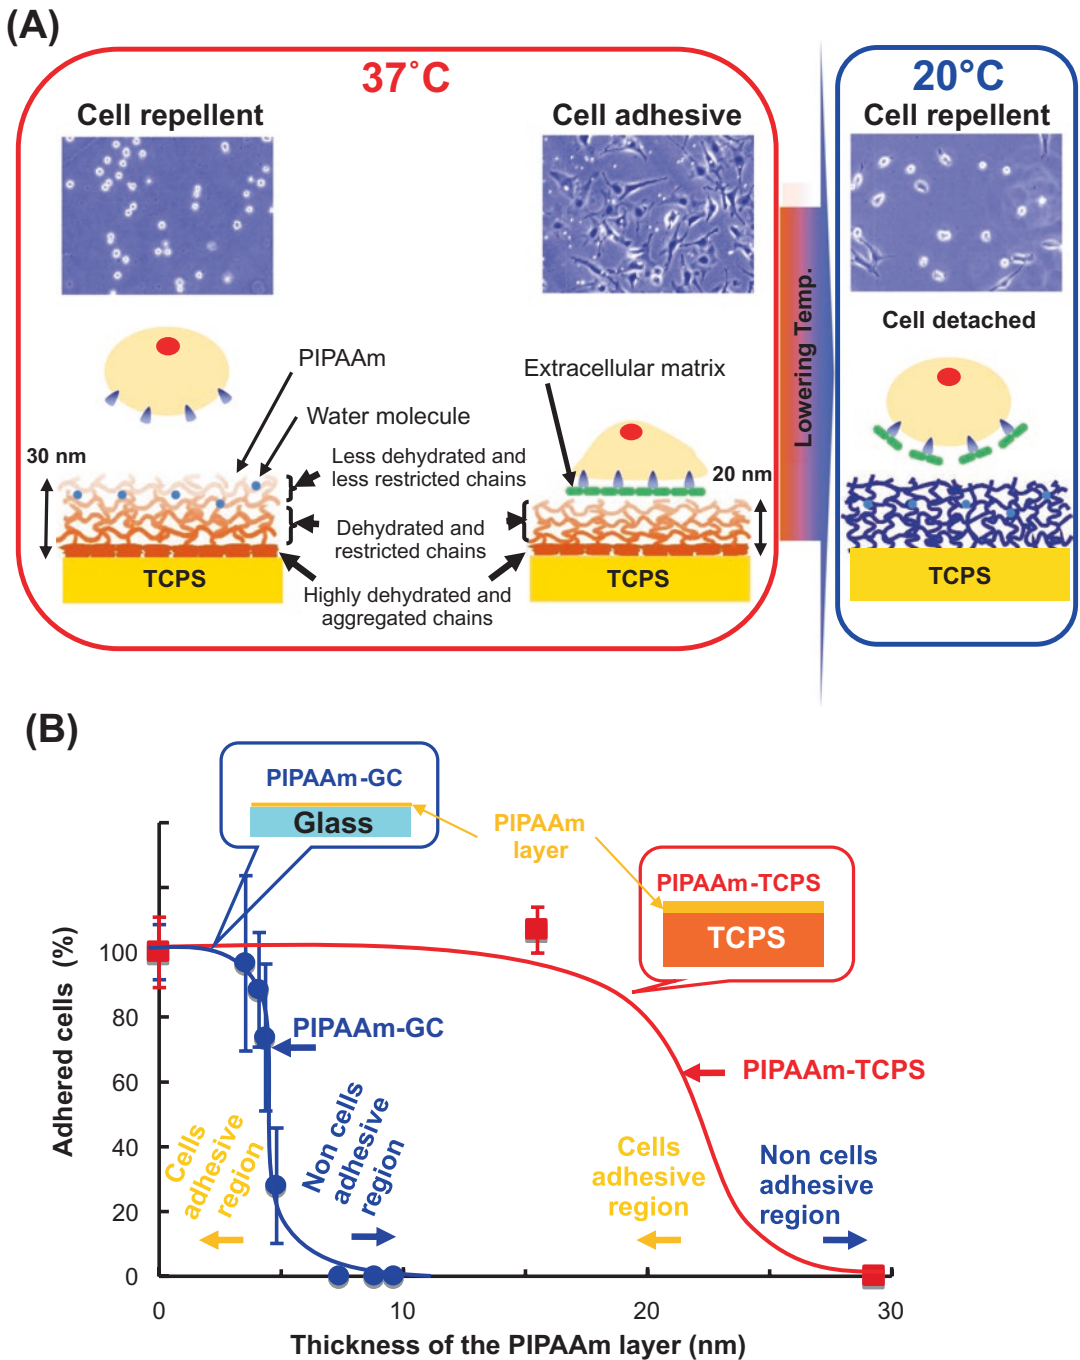 (A)
37°C
Cell repellent
Cell adhesive
20°C
Cell repellent
Lowering Temp.
Cell detached
PIPAAm
Water molecule
Extracellular matrix
30 nm
Less dehydrated and
less restricted chains
20 nm
Dehydrated and
restricted chains
TCPS
TCPS
TCPS
Highly dehydrated and
aggregated chains
(B)
PIPAAm-GC
Glass
PIPAAm
layer
PIPAAm-TCPS
TCPS
Adhered cells (%)
100
80
60
40
20
0
PIPAAm-GC
PIPAAm-TCPS
Cells
adhesive
region
Non cells
adhesive
region
Cells
adhesive
region
Non cells
adhesive
region
0
10
20
30
Thickness of the PIPAAm layer (nm)